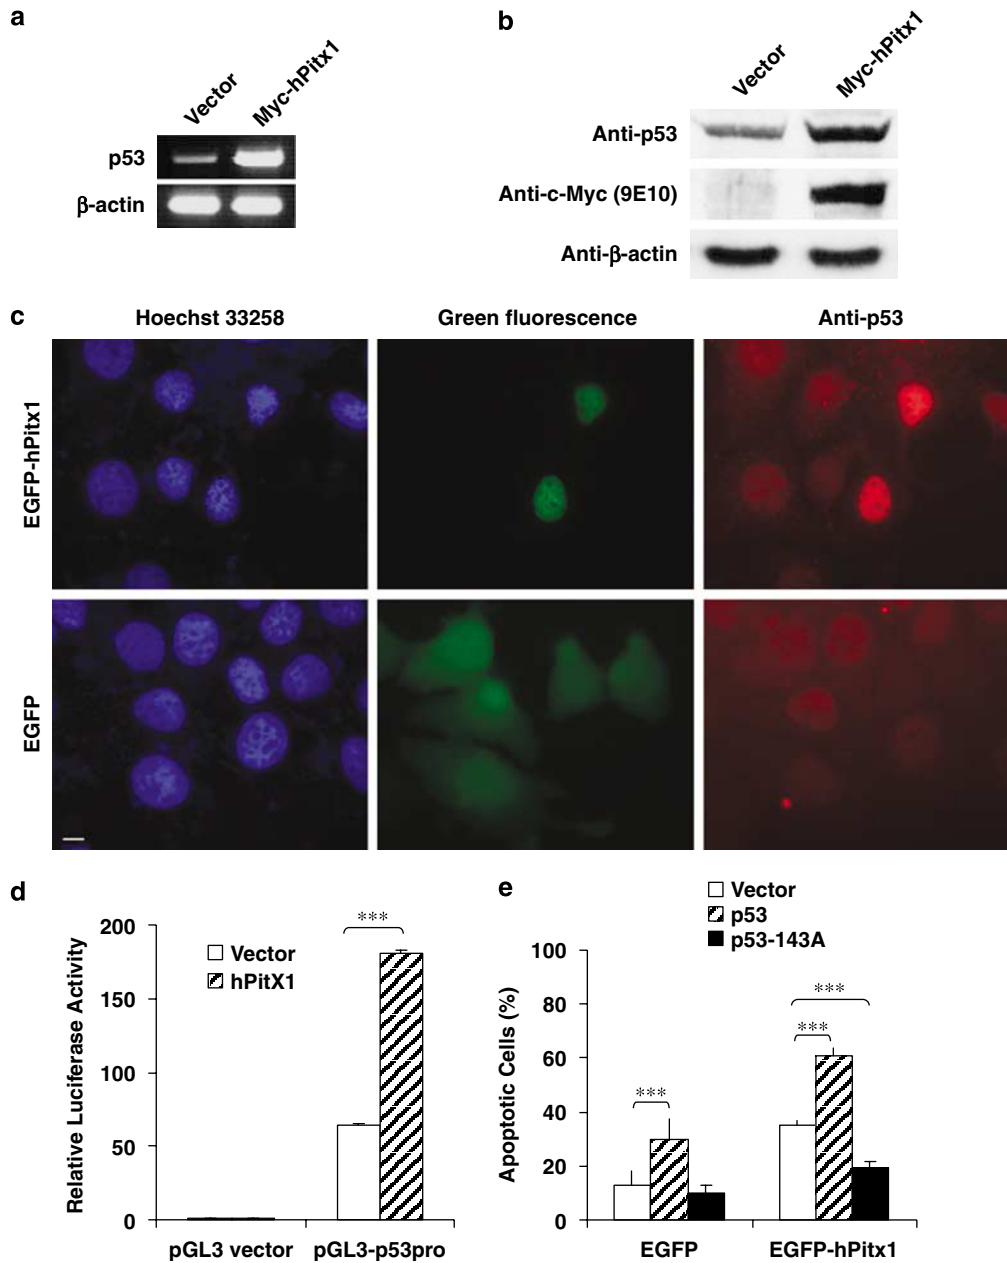 a
Vector
Myc-hPitx1
p53
β-actin
b
Vector
Myc-hPitx1
Anti-p53
Anti-c-Myc (9E10)
Anti-β-actin
c
Hoechst 33258
Green fluorescence
Anti-p53
EGFP-hPitx1
EGFP
d
Relative Luciferase Activity
200
150
100
50
0
***
Vector
hPitX1
pGL3 vector
pGL3-p53pro
e
Vector
p53
p53-143A
Apoptotic Cells (%)
100
80
60
40
20
0
***
***
***
EGFP
EGFP-hPitx1